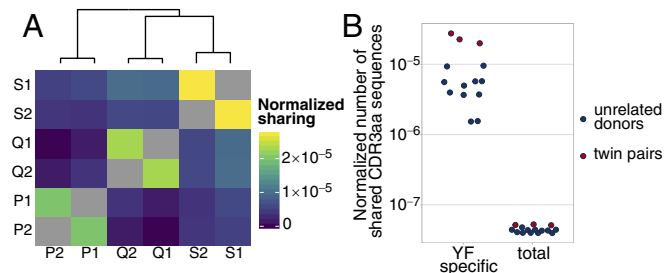 A
S1
S2
Q1
Q2
P1
P2
P2 P1 Q2 Q1 S2 S1
Normalized
sharing
2×10⁻⁵
1×10⁻⁵
0
B
Normalized number of
shared CDR3aa sequences
10⁻⁵
10⁻⁶
10⁻⁷
YF
specific
total
unrelated
donors
twin pairs